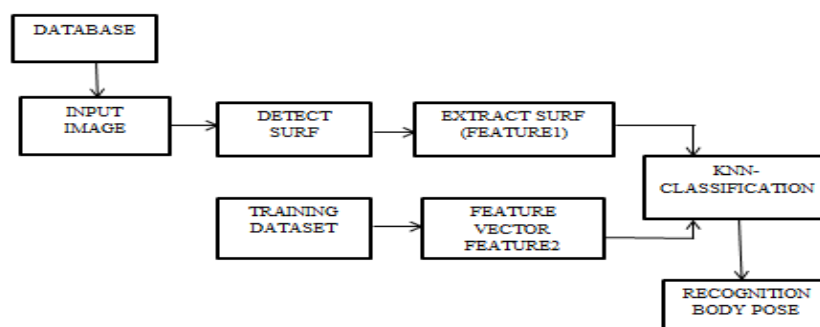 DATABASE
INPUT
IMAGE
DETECT
SURF
EXTRACT SURF
(FEATURE1)
KNN-
CLASSIFICATION
TRAINING
DATASET
FEATURE
VECTOR
FEATURE2
RECOGNITION
BODY POSE